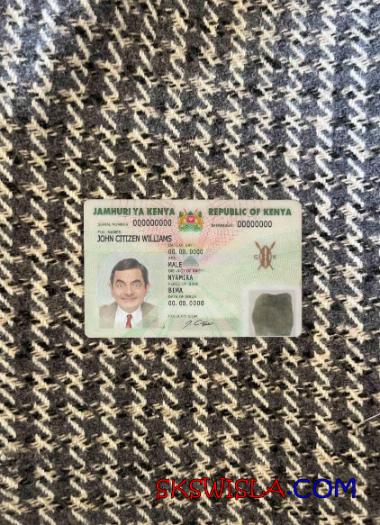 JAMHURI YA KENYA REPUBLIC OF KENYA
SERIAL NUMBER: 000000000 ID NUMBER: 00000000
FULL NAMES
JOHN CITIZEN WILLIAMS
DATE OF BIRTH
00.00.0000
SEX
MALE
DISTRICT OF BIRTH
NYAMIRA
PLACE OF ISSUE
DATE OF ISSUE
00.00.0000
HOLDER'S SIGN.
SKSWISLA.COM